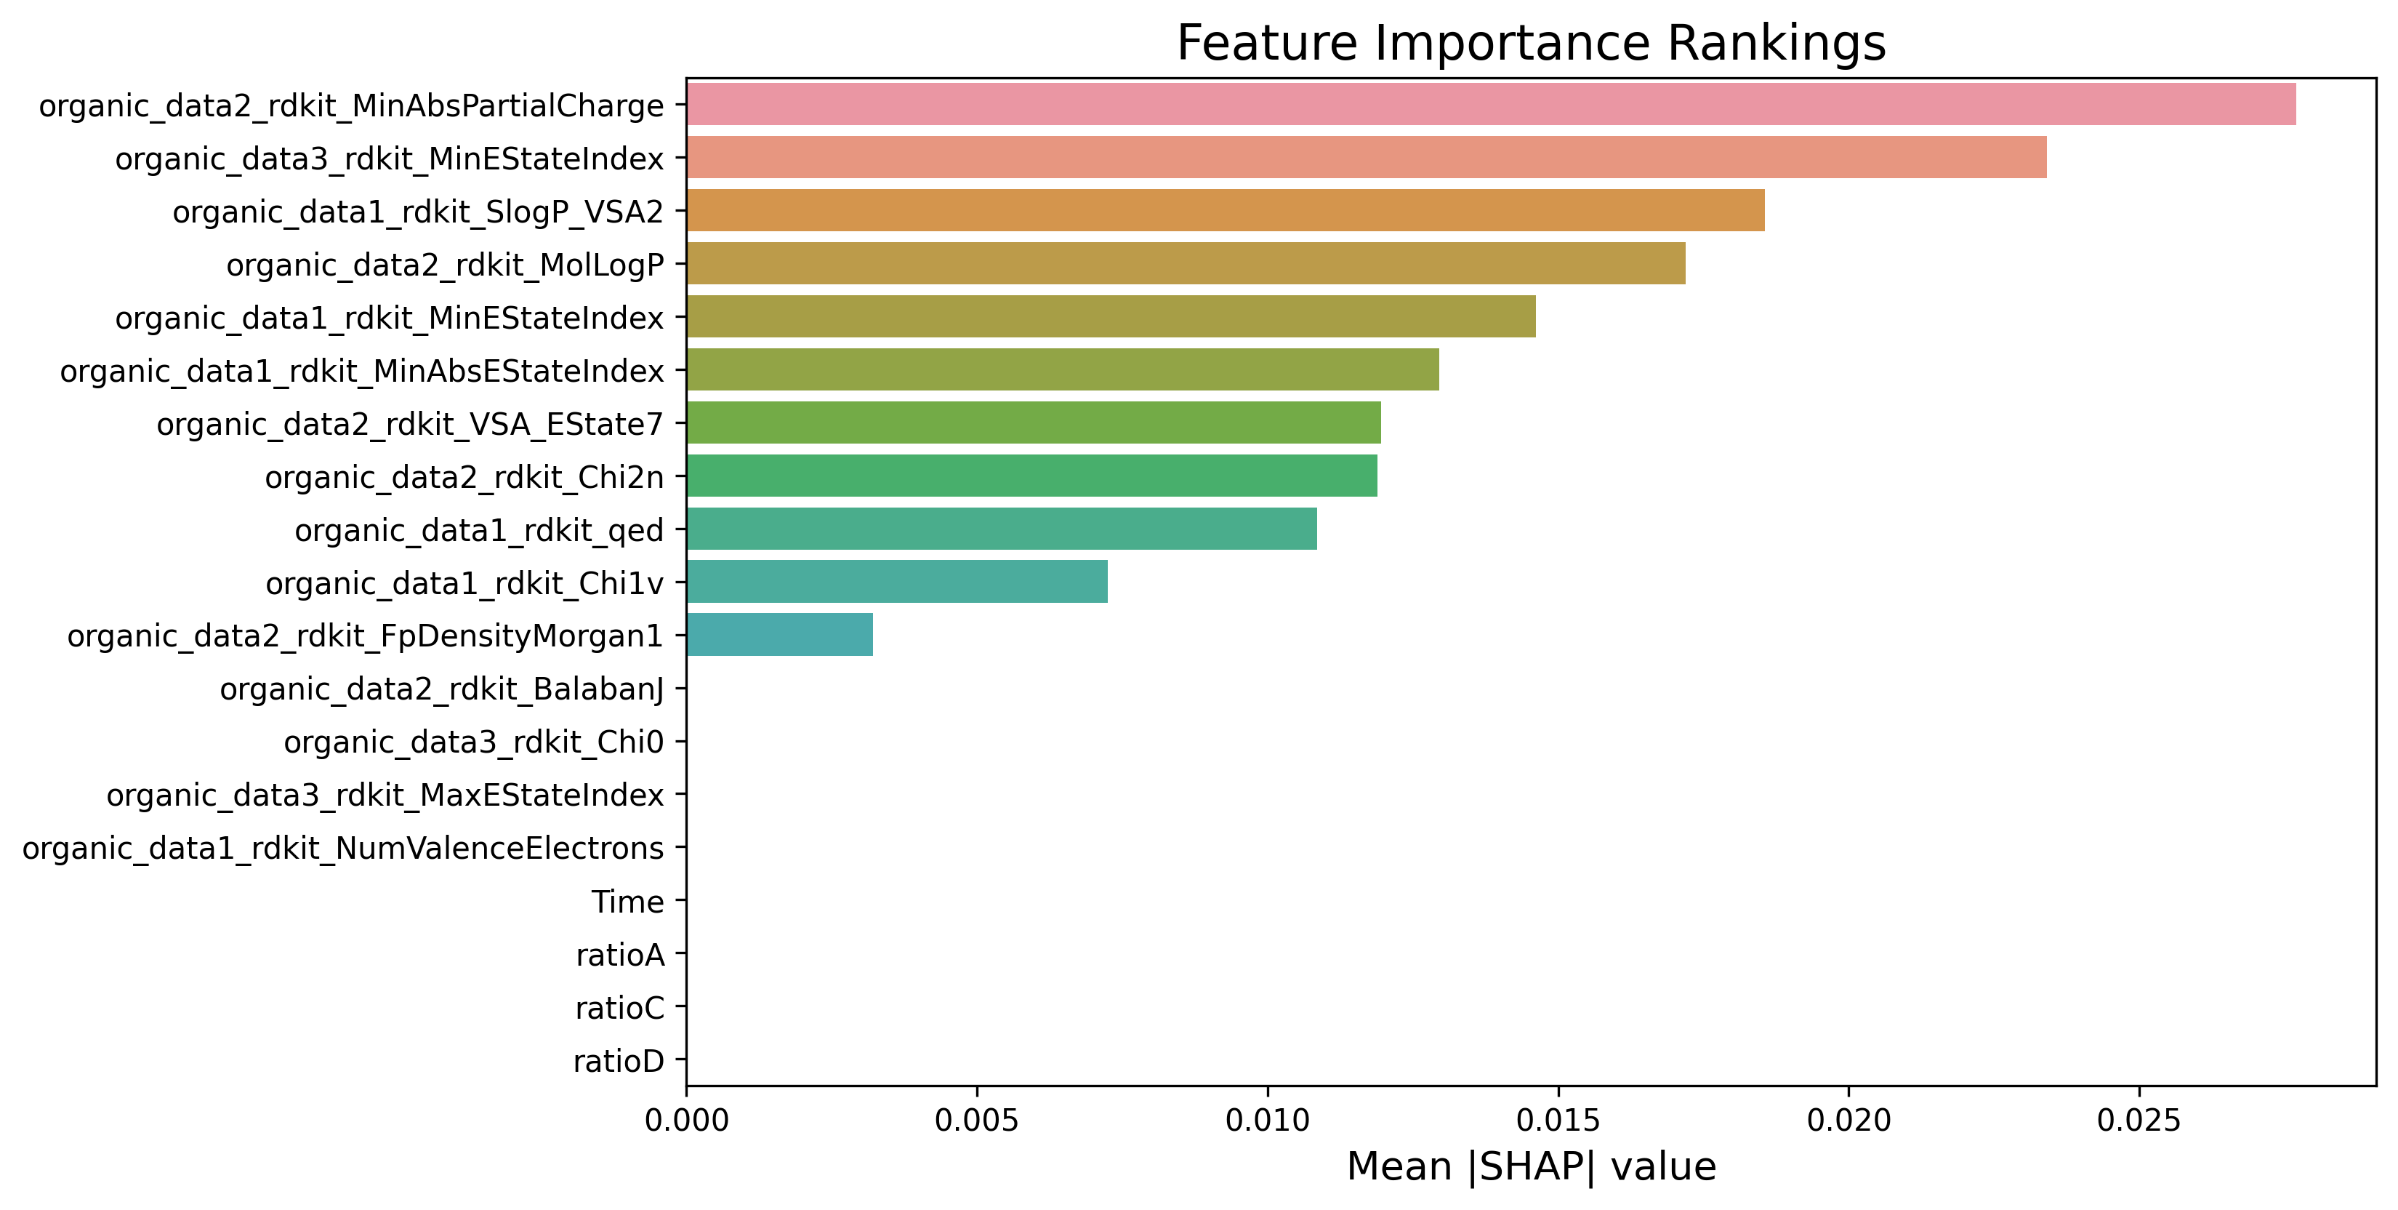 Feature Importance Rankings
organic_data2_rdkit_MinAbsPartialCharge
organic_data3_rdkit_MinEStateIndex
organic_data1_rdkit_SlogP_VSA2
organic_data2_rdkit_MolLogP
organic_data1_rdkit_MinEStateIndex
organic_data1_rdkit_MinAbsEStateIndex
organic_data2_rdkit_VSA_EState7
organic_data2_rdkit_Chi2n
organic_data1_rdkit_qed
organic_data1_rdkit_Chi1v
organic_data2_rdkit_FpDensityMorgan1
organic_data2_rdkit_BalabanJ
organic_data3_rdkit_Chi0
organic_data3_rdkit_MaxEStateIndex
organic_data1_rdkit_NumValenceElectrons
Time
ratioA
ratioC
ratioD
0.000 0.005 0.010 0.015 0.020 0.025
Mean |SHAP| value